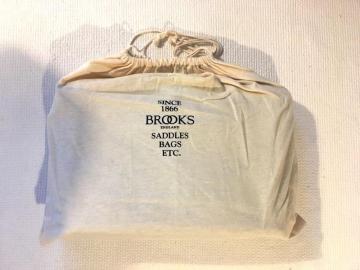 SINCE
1866
BROOKS
ENGLAND
SADDLES
BAGS
ETC.